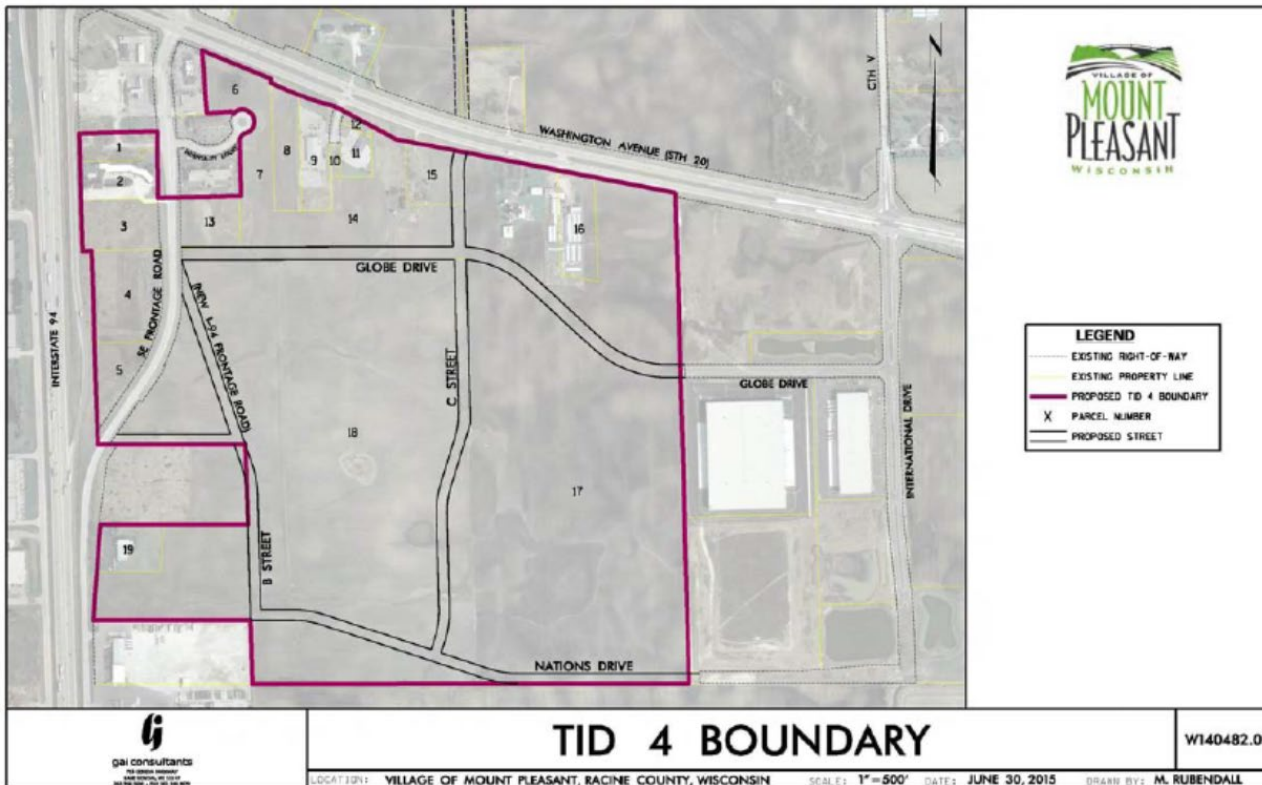 CTH V
VILLAGE OF
MOUNT
PLEASANT
WISCONSIN
WASHINGTON AVENUE (STH 20)
6
12
1
11
2
7
8
9
10
15
3
13
14
16
GLOBE DRIVE
SE FRONTAGE ROAD
(NEW I-94 FRONTAGE ROAD)
INTERSTATE 94
4
5
C STREET
GLOBE DRIVE
INTERNATIONAL DRIVE
LEGEND
EXISTING RIGHT-OF-WAY
EXISTING PROPERTY LINE
PROPOSED TID 4 BOUNDARY
X PARCEL NUMBER
PROPOSED STREET
18
17
19
B STREET
NATIONS DRIVE
gai consultants
TID 4 BOUNDARY
W140482.0
LOCATION: VILLAGE OF MOUNT PLEASANT, RACINE COUNTY, WISCONSIN SCALE: 1"=500' DATE: JUNE 30, 2015 DRAWN BY: M. RUBENDALL